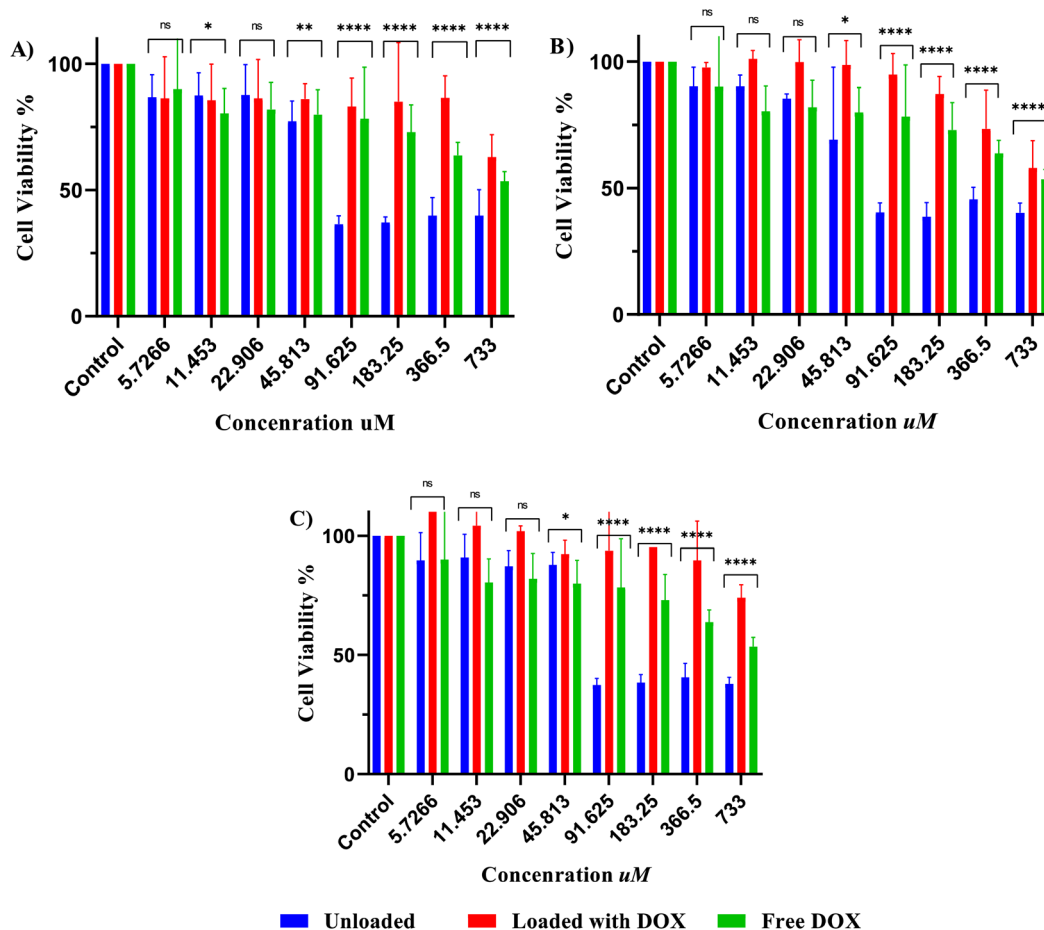 A)
ns * ns ** **** **** **** ****
Cell Viability %
100
50
0
Control 5.7266 11.453 22.906 45.813 91.625 183.25 366.5 733
Concenration uM
B)
ns ns ns * **** **** **** ****
Cell Viability %
100
50
0
Control 5.7266 11.453 22.906 45.813 91.625 183.25 366.5 733
Concenration uM
C)
ns ns ns * **** **** **** ****
Cell Viability %
100
50
0
Control 5.7266 11.453 22.906 45.813 91.625 183.25 366.5 733
Concenration uM
Unloaded Loaded with DOX Free DOX